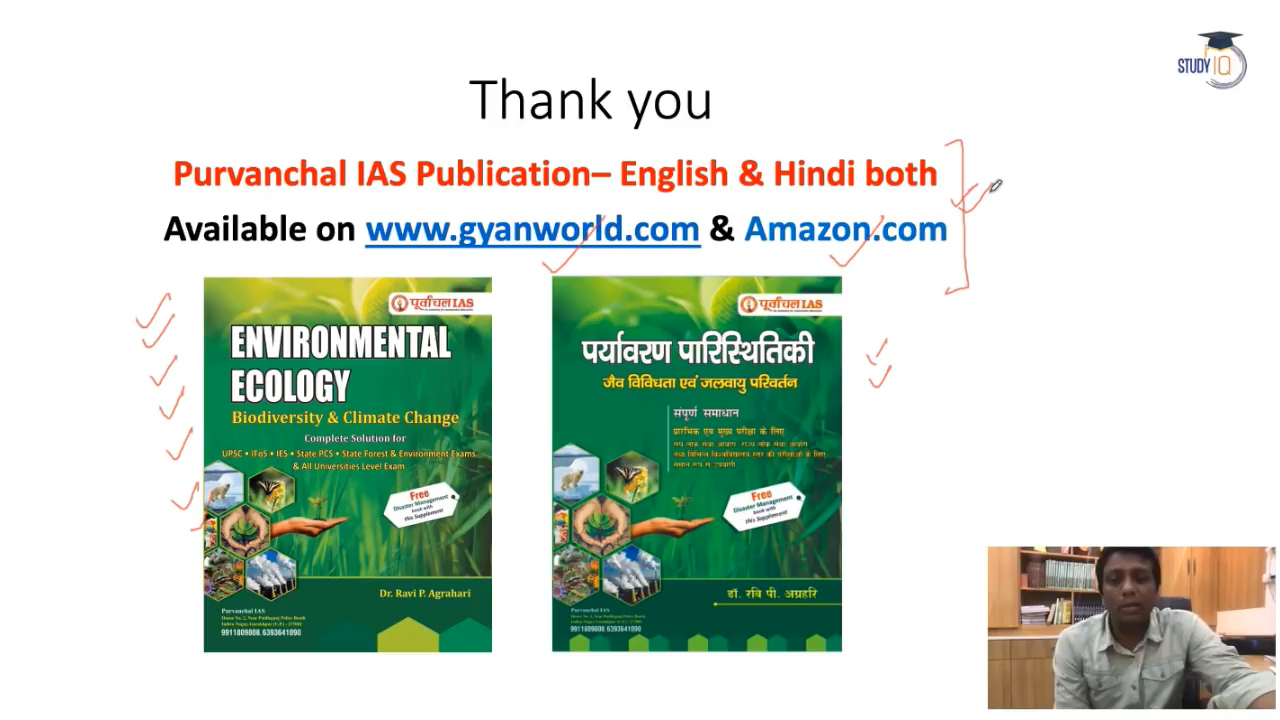 STUDY IQ
Thank you
Purvanchal IAS Publication– English & Hindi both
Available on www.gyanworld.com & Amazon.com
पूर्वांचल IAS
ENVIRONMENTAL
ECOLOGY
Biodiversity & Climate Change
Complete Solution for
UPSC • IFoS • IES • State PCS • State Forest & Environment Exams
& All Universities Level Exam
Free
Disaster Management
book with
this Supplement
Dr. Ravi P. Agrahari
Purvanchal IAS
9911809808, 6393641090
पूर्वांचल IAS
पर्यावरण पारिस्थितिकी
जैव विविधता एवं जलवायु परिवर्तन
संपूर्ण समाधान
प्रारंभिक एवं मुख्य परीक्षा के लिए
Free
Disaster Management
book with
this Supplement
डॉ. रवि पी. अग्रहरि
Purvanchal IAS
9911809808, 6393641090